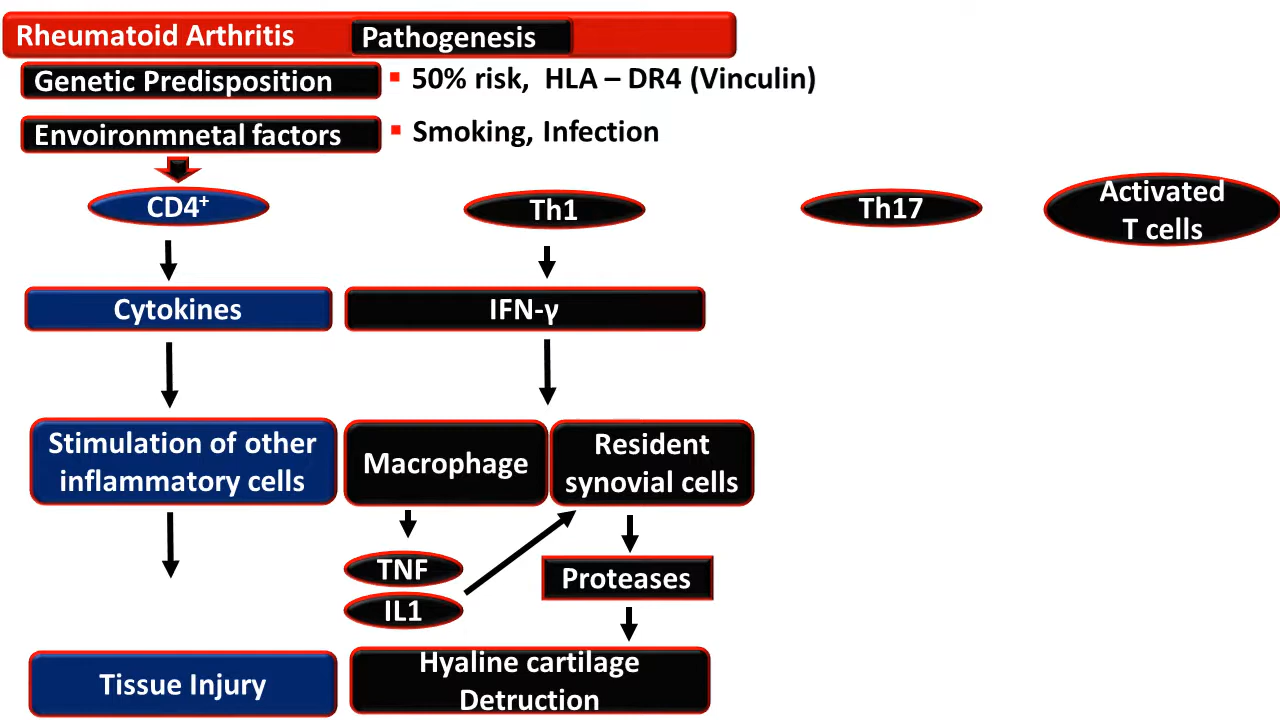 Rheumatoid Arthritis Pathogenesis
Genetic Predisposition ▪ 50% risk, HLA – DR4 (Vinculin)
Envoironmnetal factors ▪ Smoking, Infection
CD4⁺ Th1 Th17 Activated
T cells
Cytokines IFN-γ
Stimulation of other
inflammatory cells
Macrophage
Resident
synovial cells
TNF
IL1
Proteases
Tissue Injury
Hyaline cartilage
Detruction